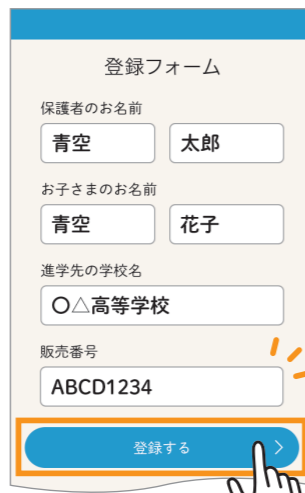 登録フォーム
保護者のお名前
青空 太郎
お子さまのお名前
青空 花子
進学先の学校名
〇△高等学校
販売番号
ABCD1234
登録する